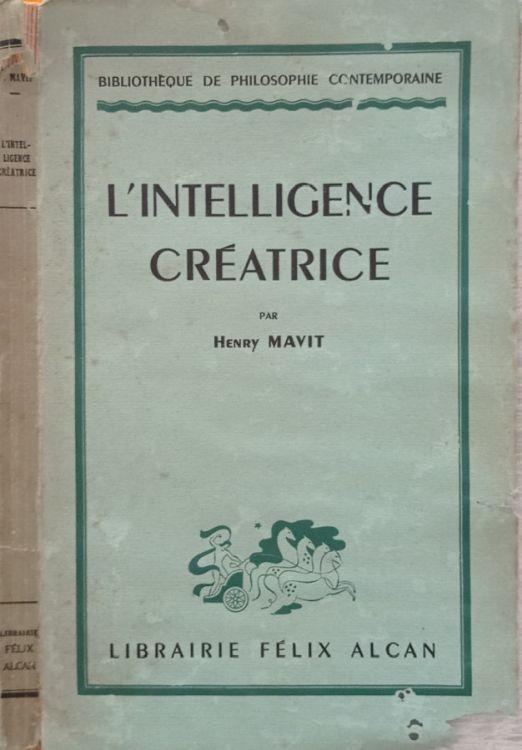 BIBLIOTHÈQUE DE PHILOSOPHIE CONTEMPORAINE
L'INTELLIGENCE
CRÉATRICE
PAR
HENRY MAVIT
LIBRAIRIE FÉLIX ALCAN
MAVIT
L'INTEL-
LIGENCE
CRÉATRICE
LIBRAIRIE
FÉLIX
ALCAN